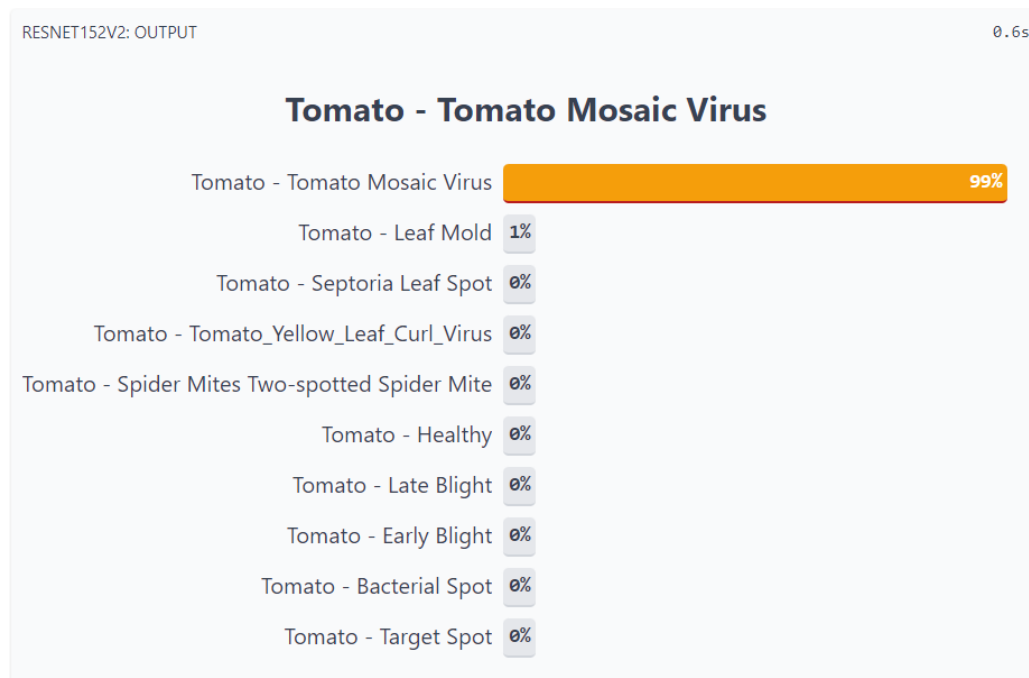 RESNET152V2: OUTPUT 0.6s
Tomato - Tomato Mosaic Virus
Tomato - Tomato Mosaic Virus 99%
Tomato - Leaf Mold 1%
Tomato - Septoria Leaf Spot 0%
Tomato - Tomato_Yellow_Leaf_Curl_Virus 0%
Tomato - Spider Mites Two-spotted Spider Mite 0%
Tomato - Healthy 0%
Tomato - Late Blight 0%
Tomato - Early Blight 0%
Tomato - Bacterial Spot 0%
Tomato - Target Spot 0%